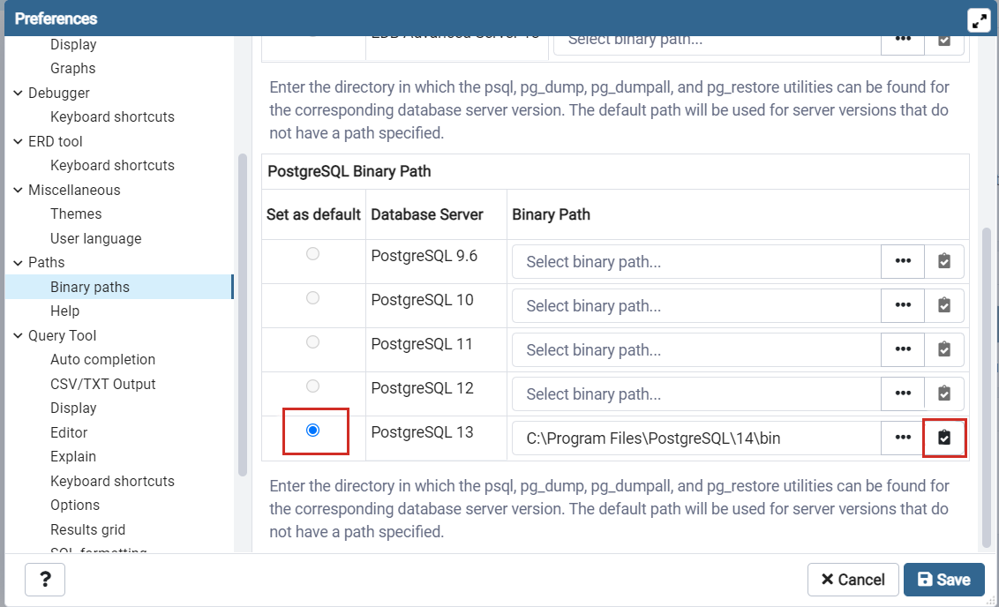 Preferences
Display
Graphs
Debugger
Keyboard shortcuts
ERD tool
Keyboard shortcuts
Miscellaneous
Themes
User language
Paths
Binary paths
Help
Query Tool
Auto completion
CSV/TXT Output
Display
Editor
Explain
Keyboard shortcuts
Options
Results grid
SQL formatting
EDB Advanced Server
Select binary path... •••
Enter the directory in which the psql, pg_dump, pg_dumpall, and pg_restore utilities can be found for
the corresponding database server version. The default path will be used for server versions that do
not have a path specified.
PostgreSQL Binary Path
Set as default Database Server Binary Path
PostgreSQL 9.6 Select binary path... •••
PostgreSQL 10 Select binary path... •••
PostgreSQL 11 Select binary path... •••
PostgreSQL 12 Select binary path... •••
PostgreSQL 13 C:\Program Files\PostgreSQL\14\bin •••
Enter the directory in which the psql, pg_dump, pg_dumpall, and pg_restore utilities can be found for
the corresponding database server version. The default path will be used for server versions that do
not have a path specified.
? Cancel Save